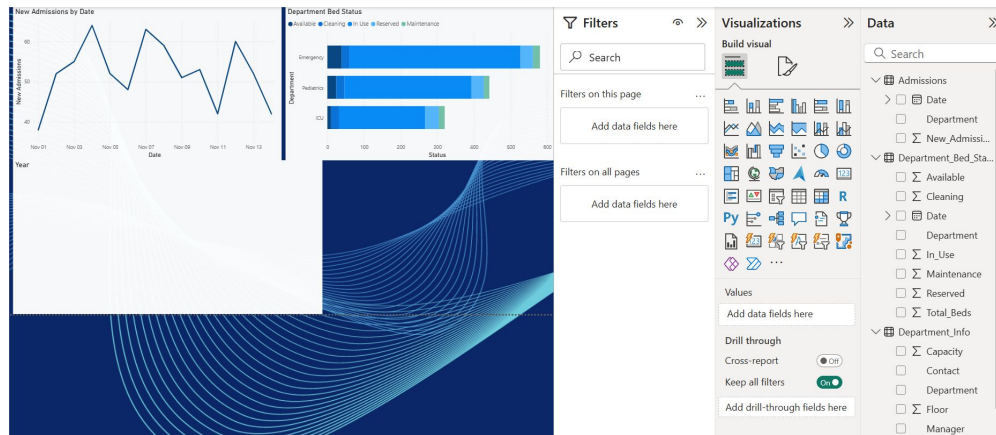 New Admissions by Date
New Admissions
60
50
40
Nov 01
Nov 03
Nov 05
Nov 07
Nov 09
Nov 11
Nov 13
Date
Department Bed Status
Available Cleaning In Use Reserved Maintenance
Department
Emergency
Pediatrics
ICU
0
100
200
300
400
500
600
Status
Year
Filters
Search
Filters on this page
...
Add data fields here
Filters on all pages
...
Add data fields here
Visualizations
Build visual
123
R
Py
...
Values
Add data fields here
Drill through
Cross-report
Off
Keep all filters
On
Add drill-through fields here
Data
Search
Admissions
Date
Department
∑ New_Admissi...
Department_Bed_Sta...
∑ Available
∑ Cleaning
Date
Department
∑ In_Use
∑ Maintenance
∑ Reserved
∑ Total_Beds
Department_Info
∑ Capacity
Contact
Department
∑ Floor
Manager